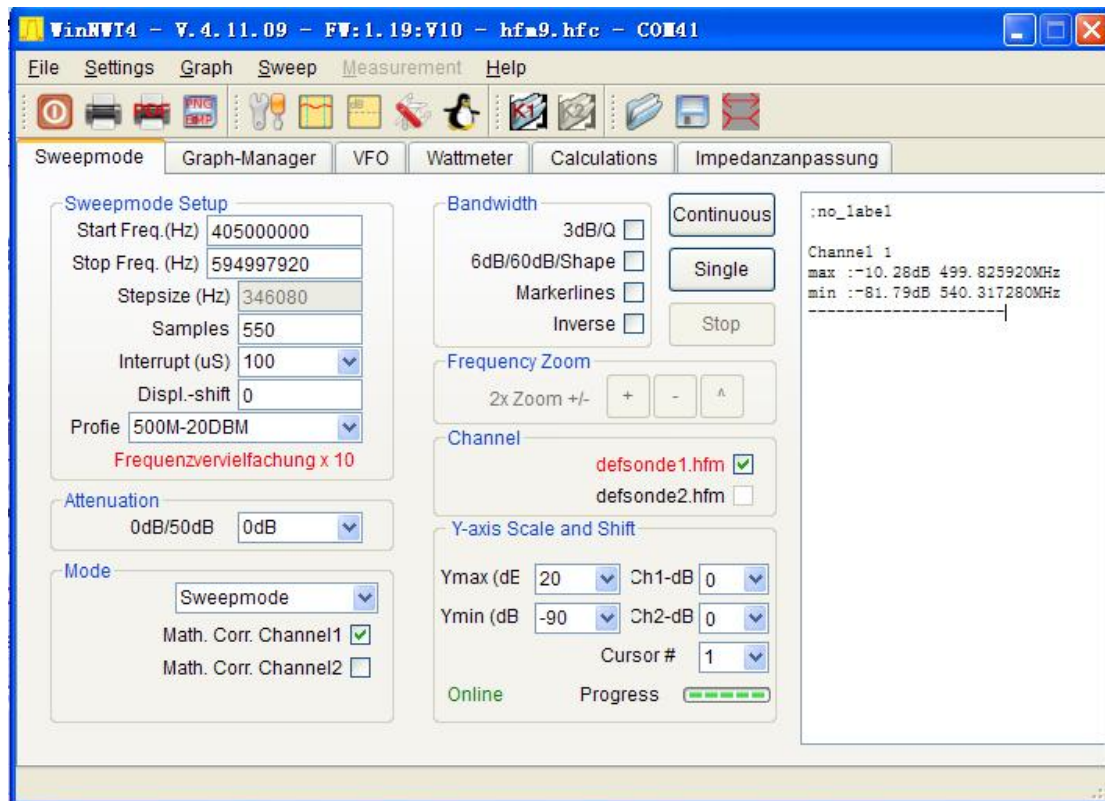 WinNWT4 - V.4.11.09 - FW:1.19:V10 - hfm9.hfc - COM41
File Settings Graph Sweep Measurement Help
PDF
PNG
BMP
dB
K1
K2
Sweepmode Graph-Manager VFO Wattmeter Calculations Impedanzanpassung
Sweepmode Setup
Start Freq.(Hz) 405000000
Stop Freq. (Hz) 594997920
Stepsize (Hz) 346080
Samples 550
Interrupt (uS) 100
Displ.-shift 0
Profie 500M-20DBM
Frequenzvervielfachung x 10
Attenuation
0dB/50dB 0dB
Mode
Sweepmode
Math. Corr. Channel1
Math. Corr. Channel2
Bandwidth
3dB/Q
6dB/60dB/Shape
Markerlines
Inverse
Continuous
Single
Stop
Frequency Zoom
2x Zoom +/- + - ^
Channel
defsonde1.hfm
defsonde2.hfm
Y-axis Scale and Shift
Ymax (dE 20 Ch1-dB 0
Ymin (dB -90 Ch2-dB 0
Cursor # 1
Online Progress
;no_label
Channel 1
max :-10.28dB 499.825920MHz
min :-81.79dB 540.317280MHz
---------------------